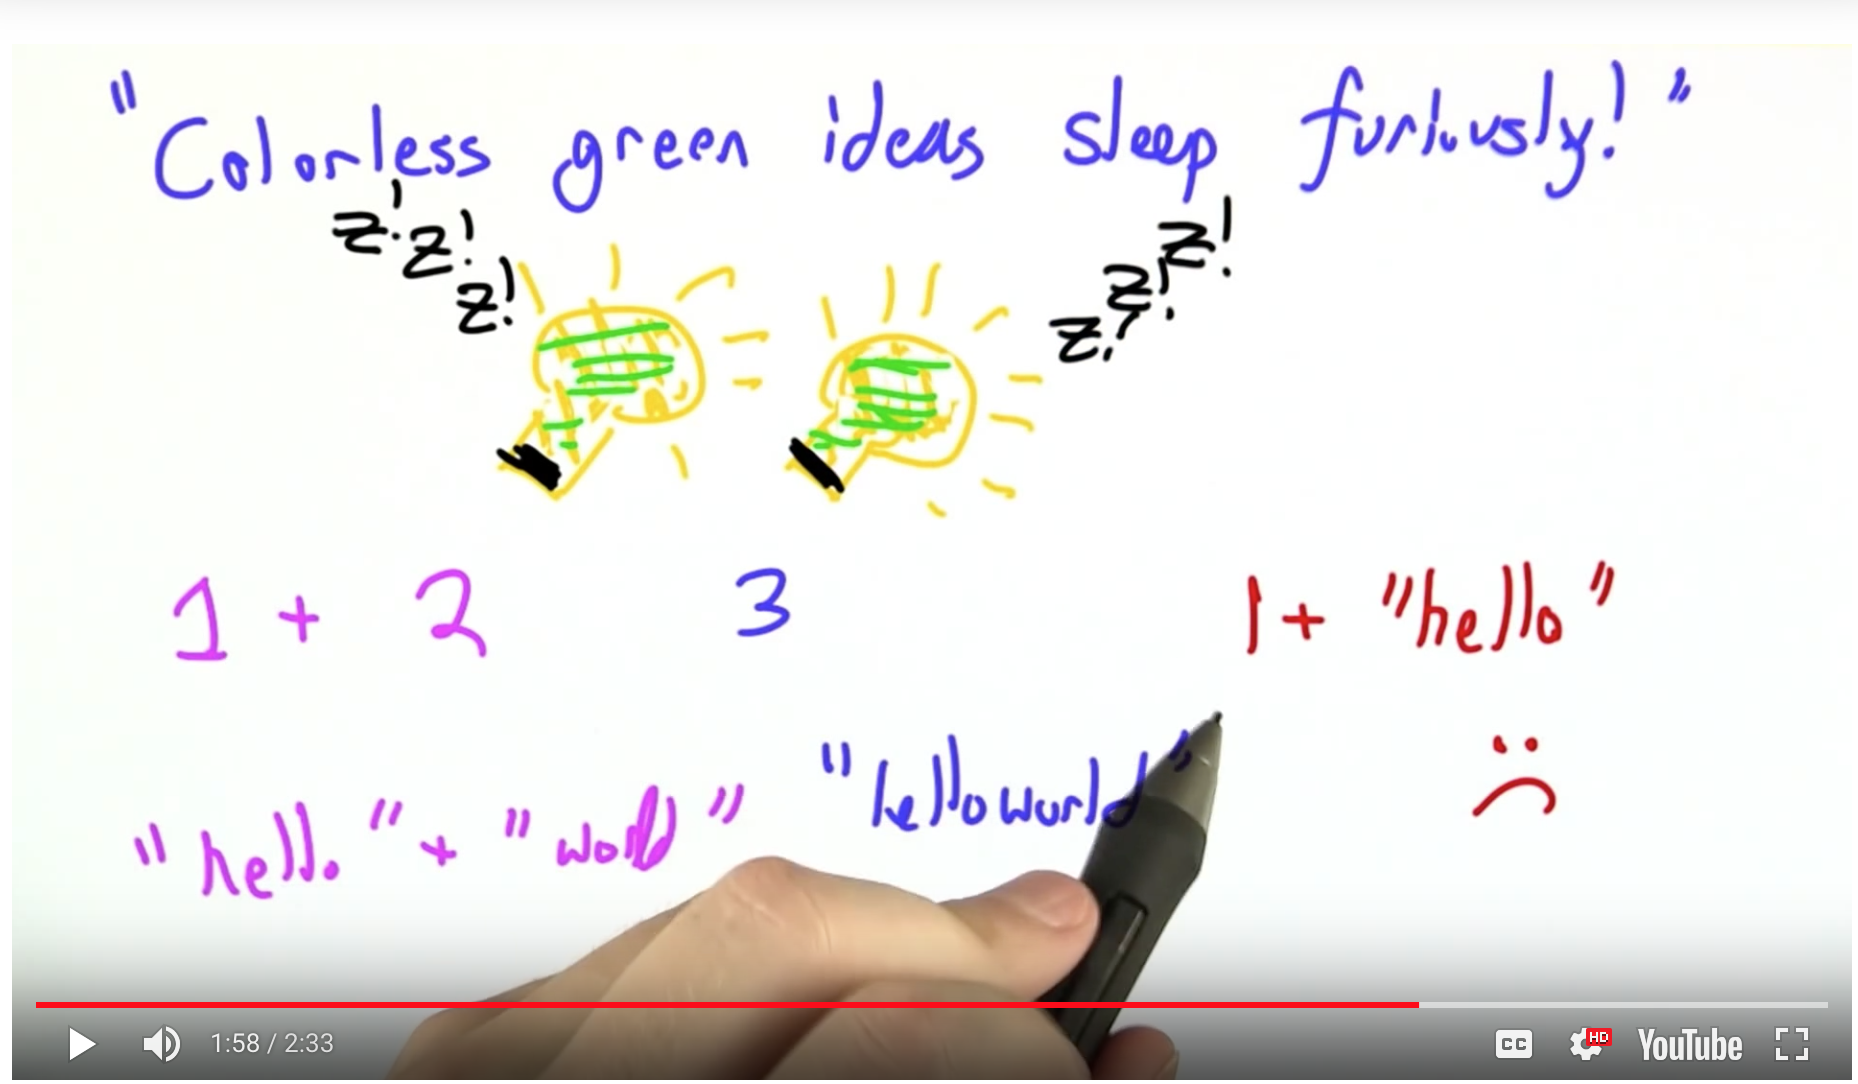 "Colorless green ideas sleep furiously!"
z! z! z!
z! z! z?
1 + 2 3 1 + "hello"
"hello" + "world" "helloworld"
1:58 / 2:33 CC HD YouTube